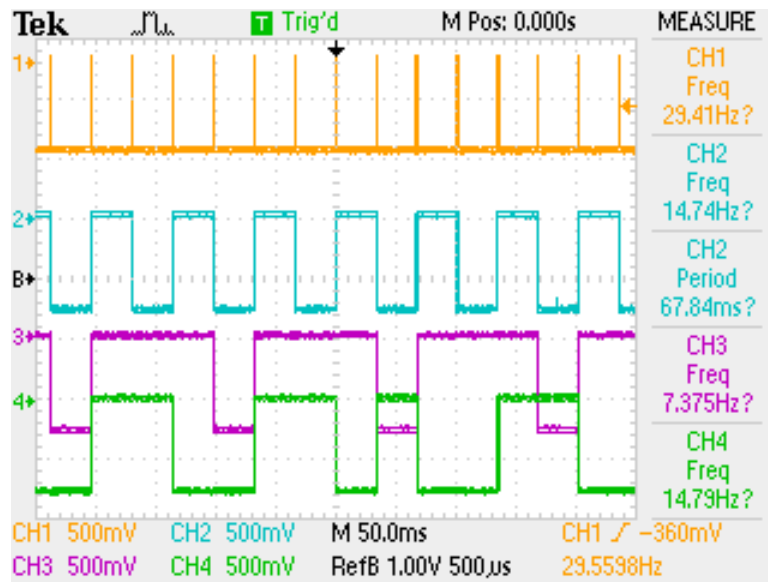 Tek T Trig'd M Pos: 0.000s MEASURE
1
CH1
Freq
29.41Hz?
2
CH2
Freq
14.74Hz?
B
CH2
Period
67.84ms?
3
CH3
Freq
7.375Hz?
4
CH4
Freq
14.79Hz?
CH1 500mV CH2 500mV M 50.0ms CH1 -360mV
CH3 500mV CH4 500mV RefB 1.00V 500µs 29.5598Hz